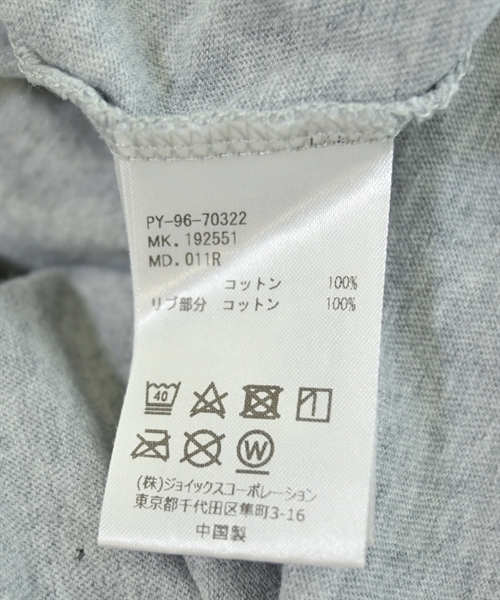 PY-96-70322
MK. 192551
MD. 011R
コットン 100%
リブ部分 コットン 100%
40
W
(株)ジョイックスコーポレーション
東京都千代田区隼町3-16
中国製